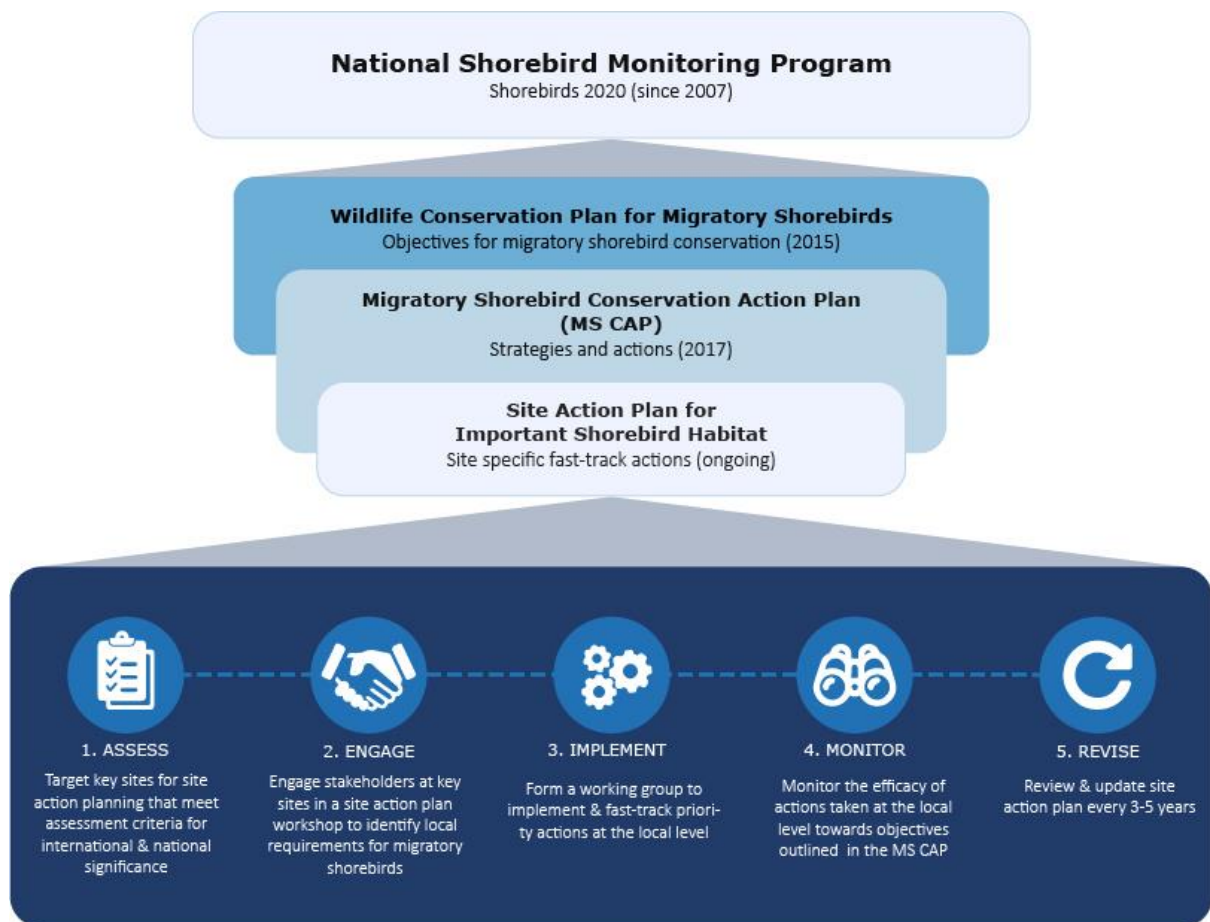 National Shorebird Monitoring Program
Shorebirds 2020 (since 2007)
Wildlife Conservation Plan for Migratory Shorebirds
Objectives for migratory shorebird conservation (2015)
Migratory Shorebird Conservation Action Plan
(MS CAP)
Strategies and actions (2017)
Site Action Plan for
Important Shorebird Habitat
Site specific fast-track actions (ongoing)
1. ASSESS
Target key sites for site
action planning that meet
assessment criteria for
international & national
significance
2. ENGAGE
Engage stakeholders at key
sites in a site action plan
workshop to identify local
requirements for migratory
shorebirds
3. IMPLEMENT
Form a working group to
implement & fast-track priori-
ty actions at the local level
4. MONITOR
Monitor the efficacy of
actions taken at the local
level towards objectives
outlined in the MS CAP
5. REVISE
Review & update site
action plan every 3-5 years